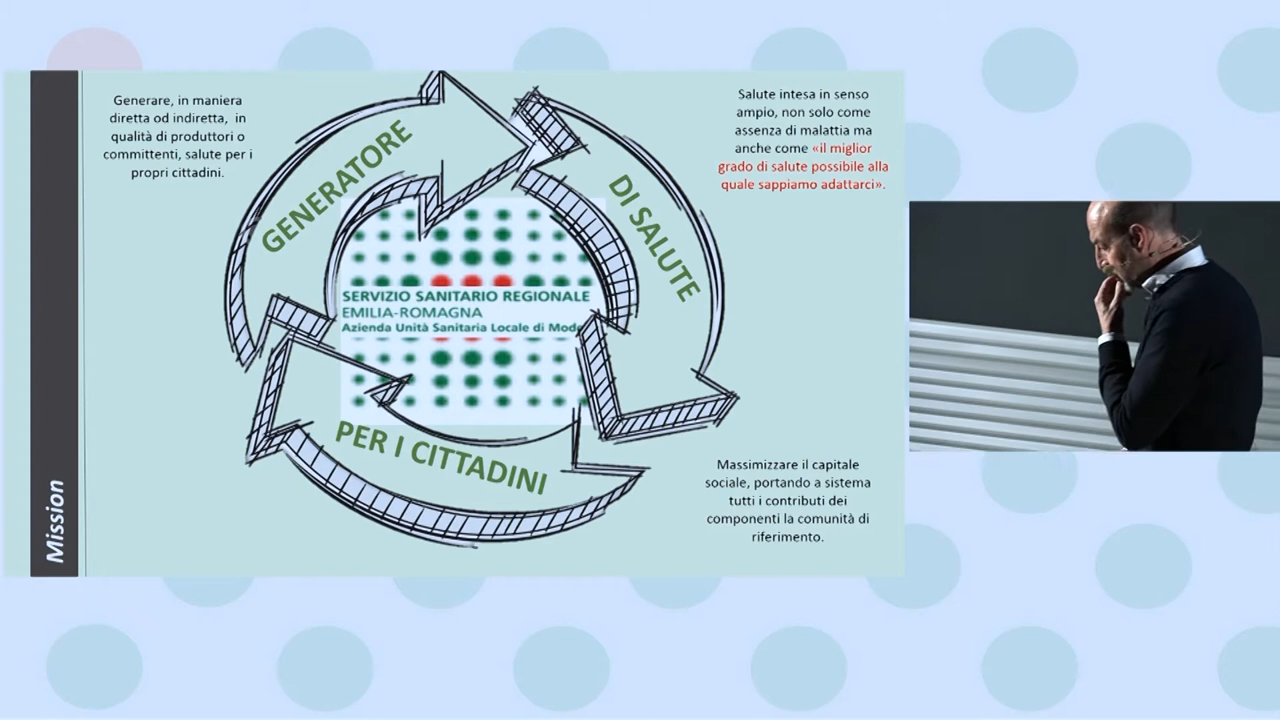 Generare, in maniera
diretta od indiretta, in
qualità di produttori o
committenti, salute per i
propri cittadini.
GENERATORE
DI SALUTE
PER I CITTADINI
Salute intesa in senso
ampio, non solo come
assenza di malattia ma
anche come «il miglior
grado di salute possibile alla
quale sappiamo adattarci».
SERVIZIO SANITARIO REGIONALE
EMILIA-ROMAGNA
Azienda Unità Sanitaria Locale di Mod
Massimizzare il capitale
sociale, portando a sistema
tutti i contributi dei
componenti la comunità di
riferimento.
Mission